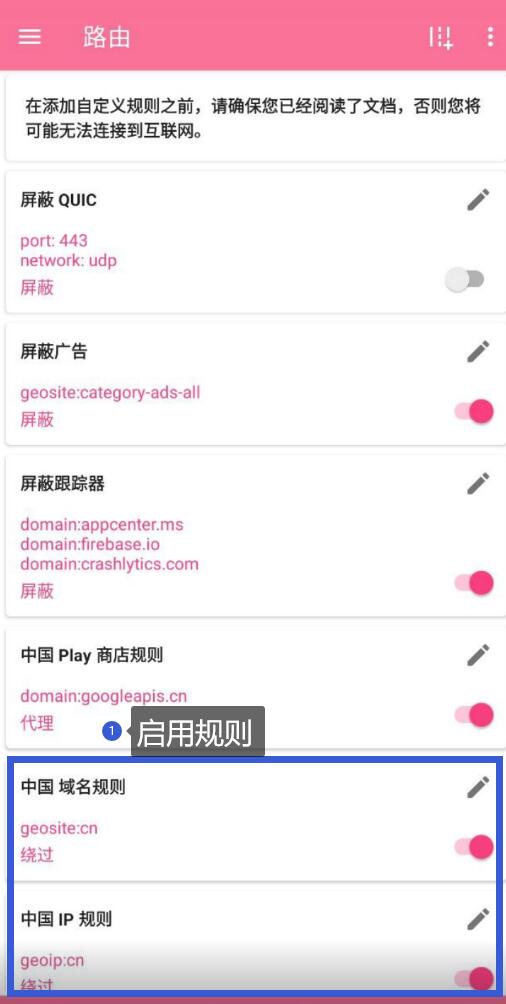 路由
在添加自定义规则之前，请确保您已经阅读了文档，否则您将
可能无法连接到互联网。
屏蔽 QUIC
port: 443
network: udp
屏蔽
屏蔽广告
geosite:category-ads-all
屏蔽
屏蔽跟踪器
domain:appcenter.ms
domain:firebase.io
domain:crashlytics.com
屏蔽
中国 Play 商店规则
domain:googleapis.cn
代理
1 启用规则
中国 域名规则
geosite:cn
绕过
中国 IP 规则
geoip:cn
绕过